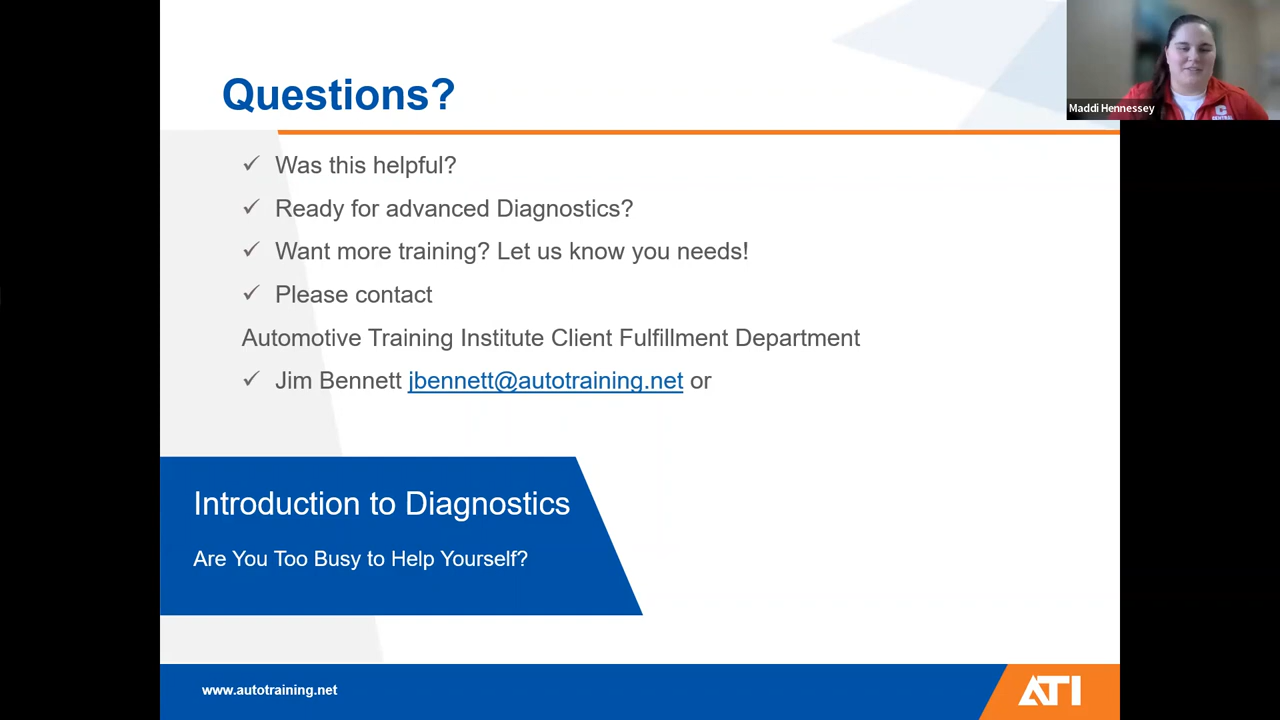 Questions?
Was this helpful?
Ready for advanced Diagnostics?
Want more training? Let us know you needs!
Please contact
Automotive Training Institute Client Fulfillment Department
Jim Bennett jbennett@autotraining.net or
Introduction to Diagnostics
Are You Too Busy to Help Yourself?
www.autotraining.net
ATI
Maddi Hennessey
C
CENTRAL